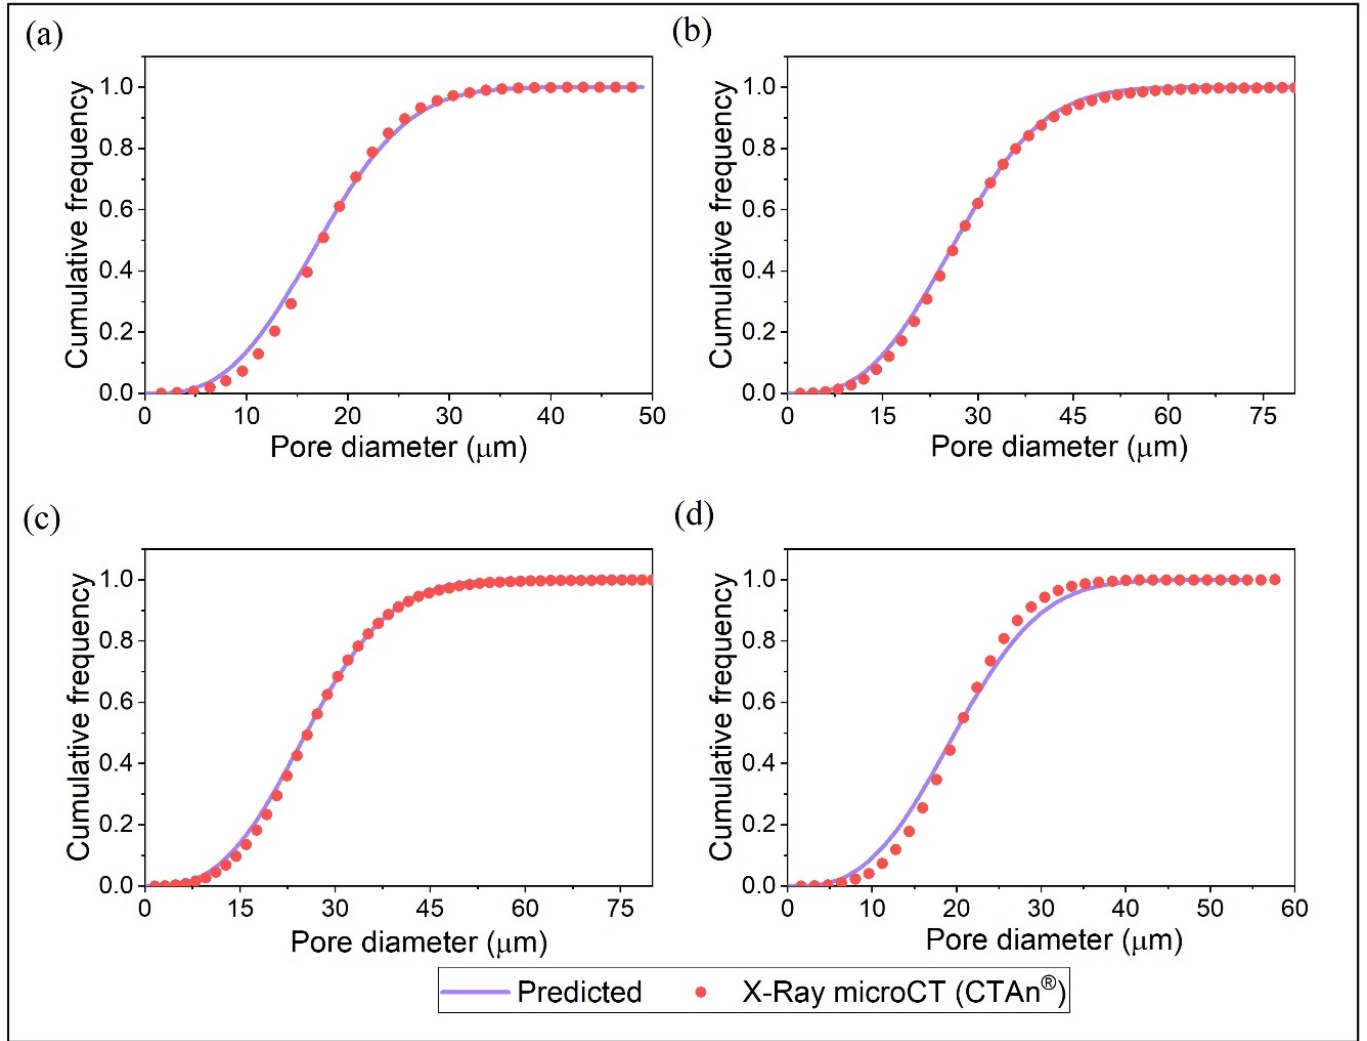 (a)
Cumulative frequency
1.0
0.8
0.6
0.4
0.2
0.0
0 10 20 30 40 50
Pore diameter (μm)
(b)
Cumulative frequency
1.0
0.8
0.6
0.4
0.2
0.0
0 15 30 45 60 75
Pore diameter (μm)
(c)
Cumulative frequency
1.0
0.8
0.6
0.4
0.2
0.0
0 15 30 45 60 75
Pore diameter (μm)
(d)
Cumulative frequency
1.0
0.8
0.6
0.4
0.2
0.0
0 10 20 30 40 50 60
Pore diameter (μm)
Predicted X-Ray microCT (CTAn®)